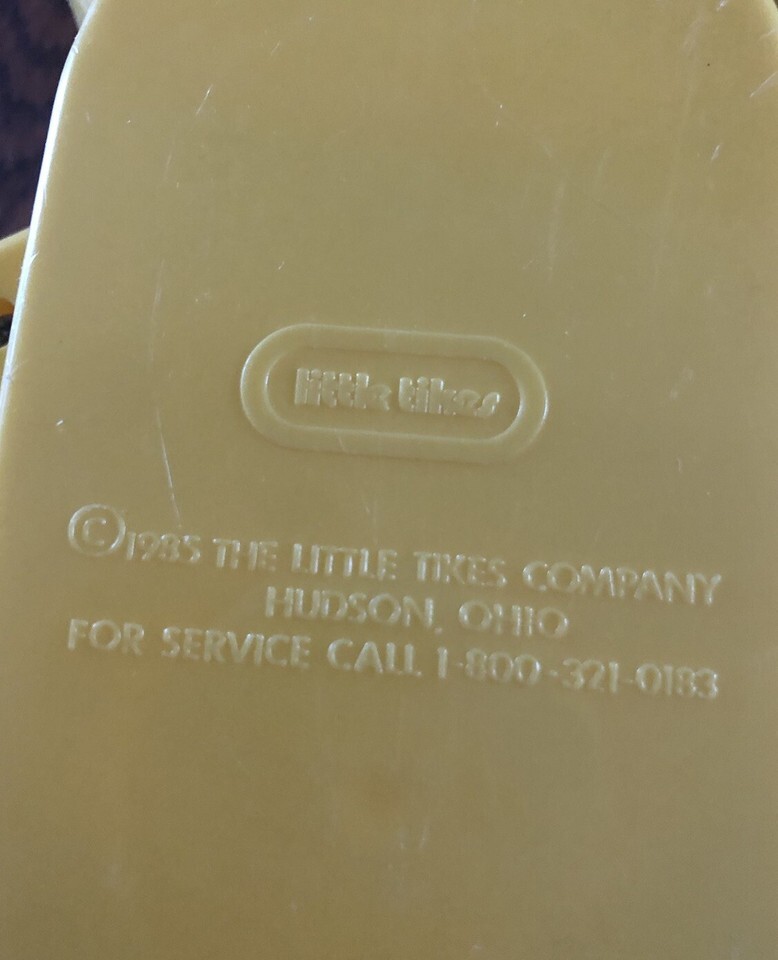 little tikes
©1985 THE LITTLE TIKES COMPANY
HUDSON, OHIO
FOR SERVICE CALL 1-800-321-0183